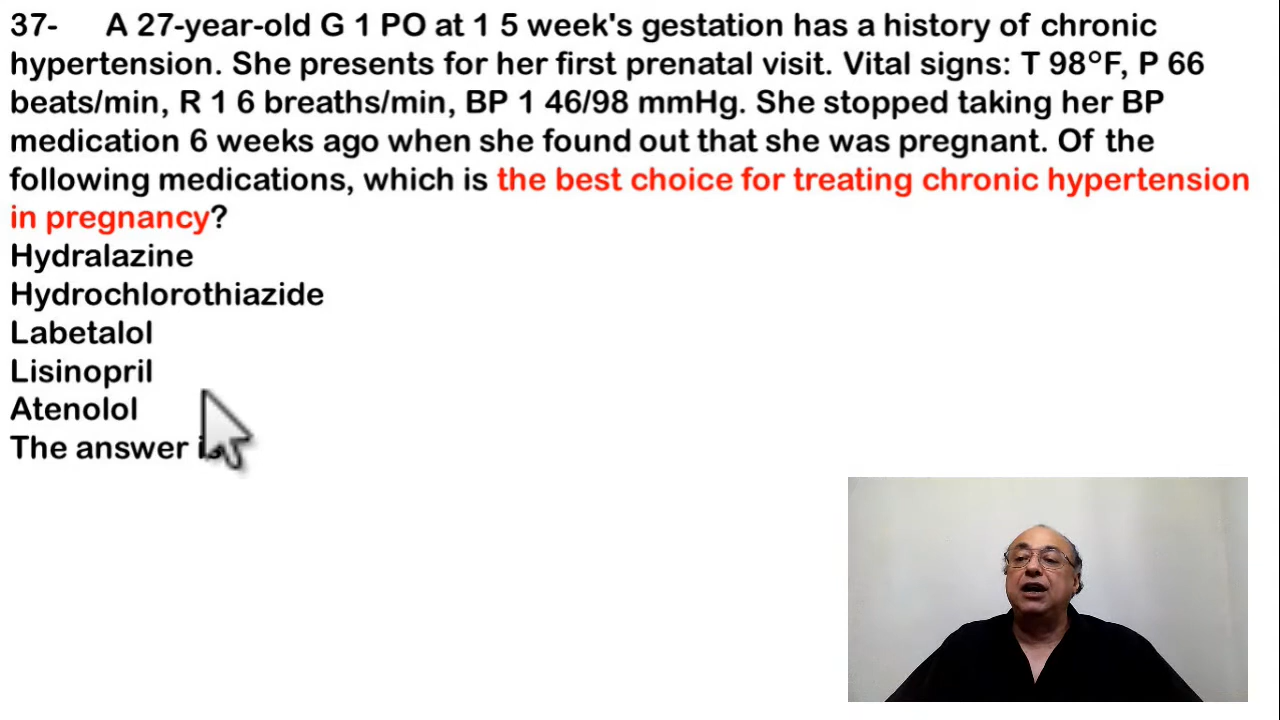 37- A 27-year-old G 1 PO at 1 5 week's gestation has a history of chronic
hypertension. She presents for her first prenatal visit. Vital signs: T 98°F, P 66
beats/min, R 1 6 breaths/min, BP 1 46/98 mmHg. She stopped taking her BP
medication 6 weeks ago when she found out that she was pregnant. Of the
following medications, which is the best choice for treating chronic hypertension
in pregnancy?
Hydralazine
Hydrochlorothiazide
Labetalol
Lisinopril
Atenolol
The answer is